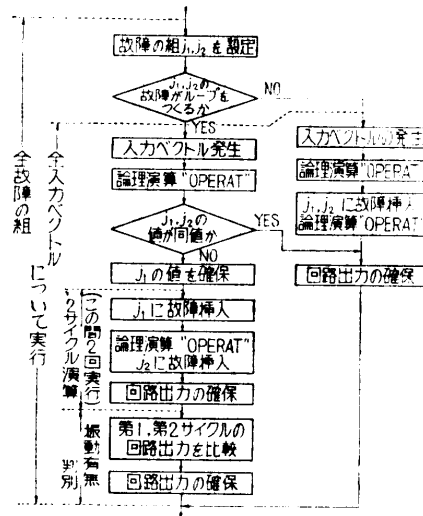 故障の組j₁,j₂を設定
j₁,j₂の
故障がループを
つくるか
NO
YES
入力ベクトル発生
論理演算"OPERAT"
j₁,j₂の
値が同値か
YES
NO
j₁の値を確保
j₁に故障挿入
論理演算"OPERAT"
j₂に故障挿入
回路出力の確保
第1,第2サイクルの
回路出力を比較
回路出力の確保
入力ベクトルの発生
論理演算"OPERAT"
j₁,j₂に故障挿入
論理演算"OPERAT"
回路出力の確保
全故障の組
全入力ベクトル
について実行
(この間2回実行)
2サイクル演算
振動有無
判別